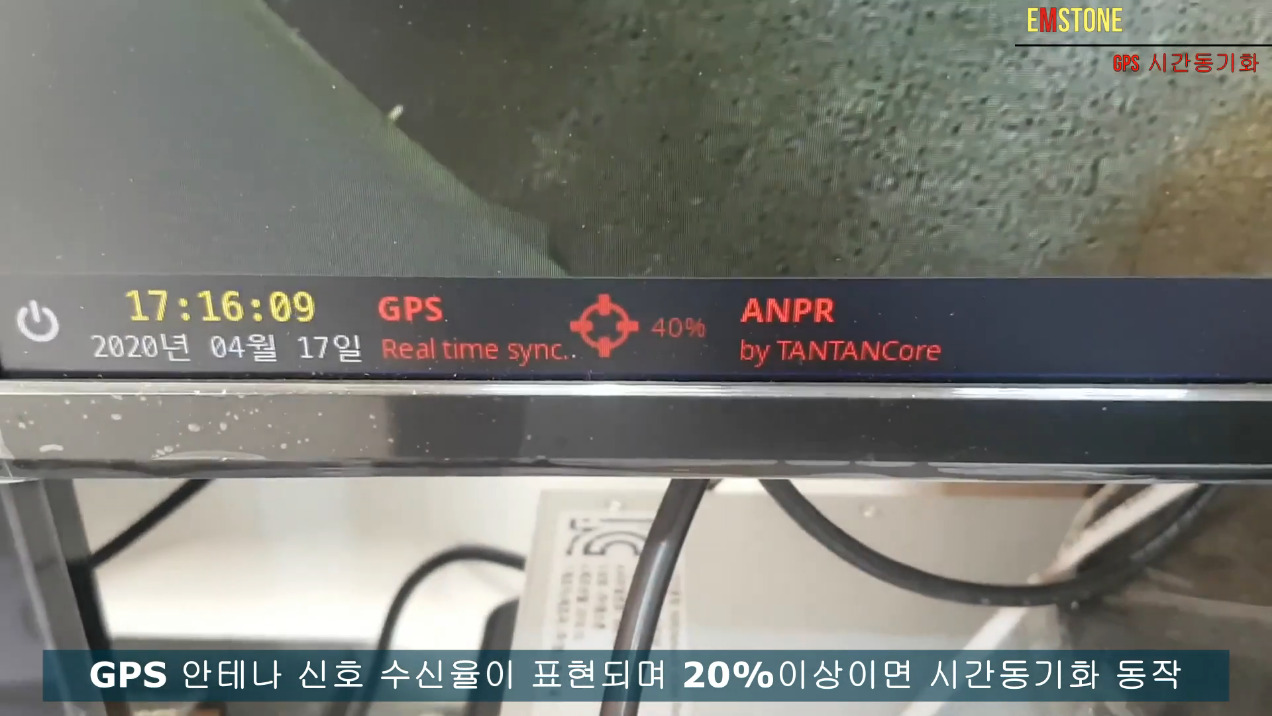 EMSTONE
GPS 시간동기화
17:16:09
2020년 04월 17일
GPS
Real time sync..
40%
ANPR
by TANTANCore
GPS 안테나 신호 수신율이 표현되며 20%이상이면 시간동기화 동작